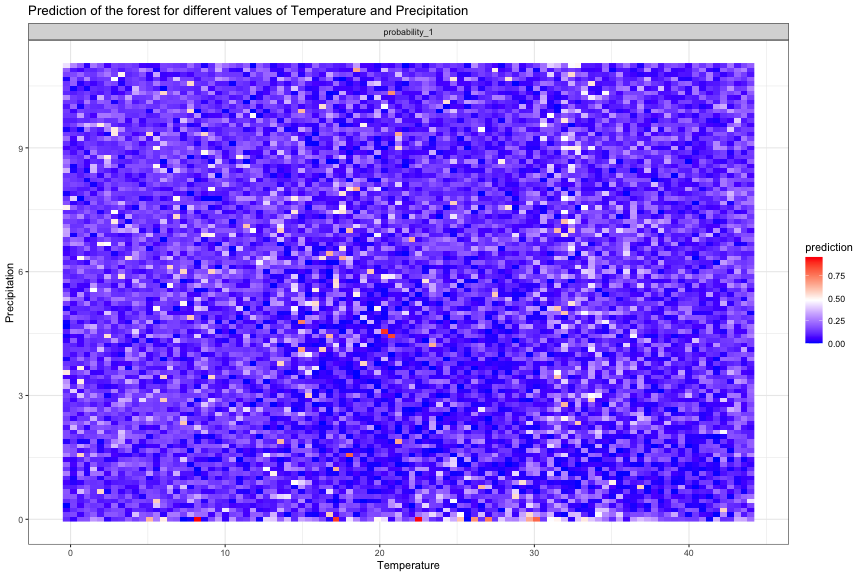 Prediction of the forest for different values of Temperature and Precipitation
probability_1
9
6
3
0
Precipitation
0 10 20 30 40
Temperature
prediction
0.75
0.50
0.25
0.00